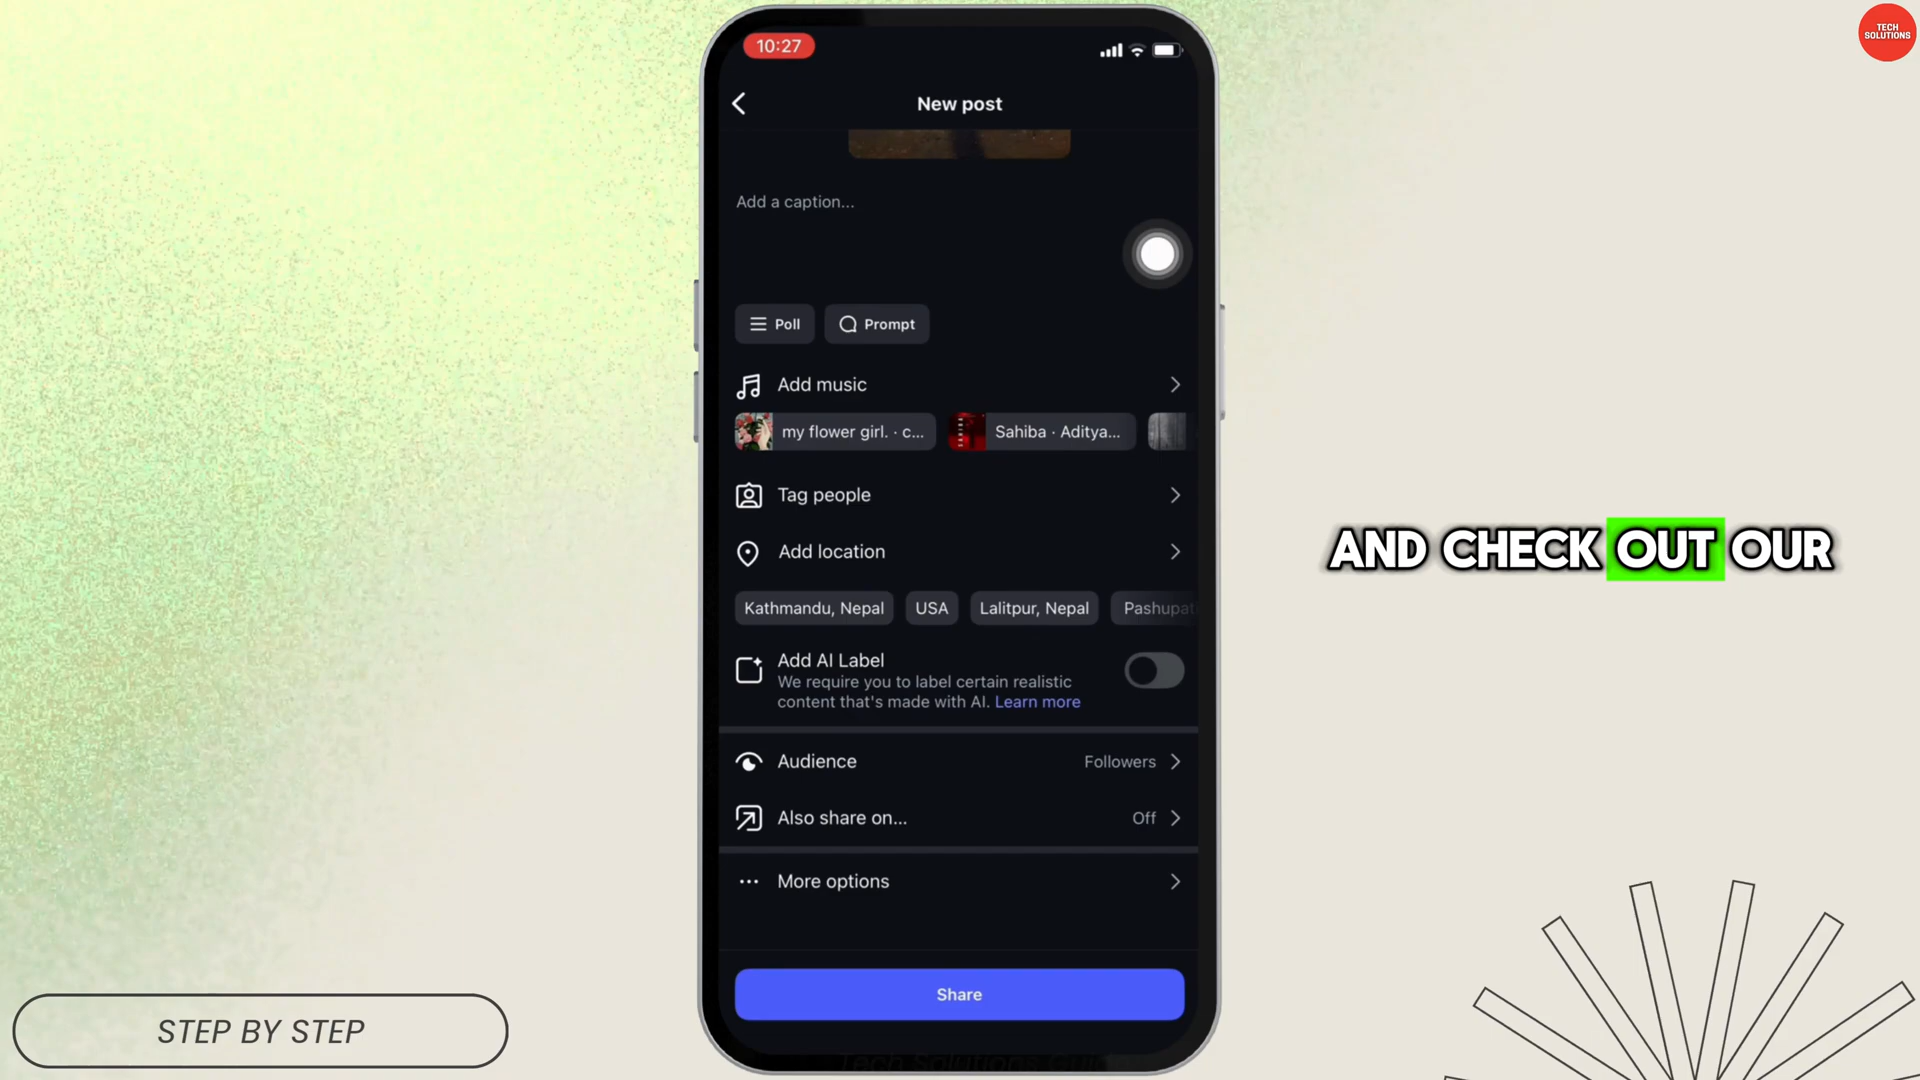 TECH
SOLUTIONS
10:27
New post
Add a caption...
Poll
Prompt
Add music
my flower girl. · c...
Sahiba · Aditya...
Tag people
Add location
Kathmandu, Nepal
USA
Lalitpur, Nepal
Pashupat
Add AI Label
We require you to label certain realistic
content that's made with AI. Learn more
Audience
Followers
Also share on...
Off
More options
Share
AND CHECK OUT OUR
STEP BY STEP